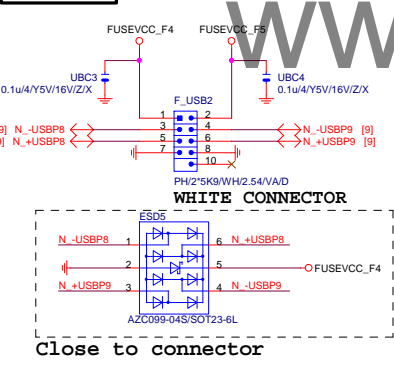 WW
FUSEVCC_F4 FUSEVCC_F5
UBC3
0.1u/4/Y5V/16V/Z/X
UBC4
0.1u/4/Y5V/16V/Z/X
F_USB2
1 2
9] N_-USBP8 3 4 N_-USBP9 [9]
9] N_+USBP8 5 6 N_+USBP9 [9]
7 8
10
PH/2*5K9/WH/2.54/VA/D
WHITE CONNECTOR
ESD5
N_-USBP8 1 6 N_+USBP8
2 5 FUSEVCC_F4
N_+USBP9 3 4 N_-USBP9
AZC099-04S/SOT23-6L
Close to connector